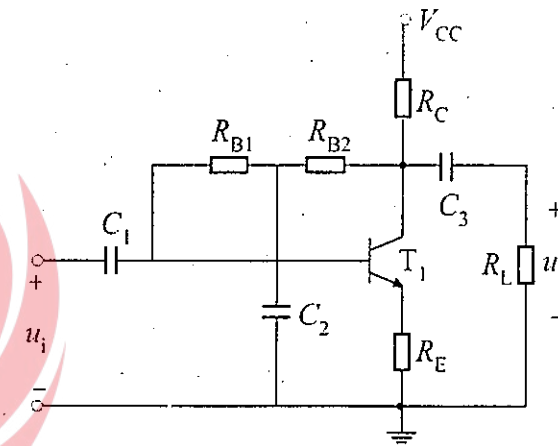 V_CC
R_C
R_B1 R_B2
C_1
C_3
+
T_1
R_L
u
+
C_2
u_i
R_E
−
−